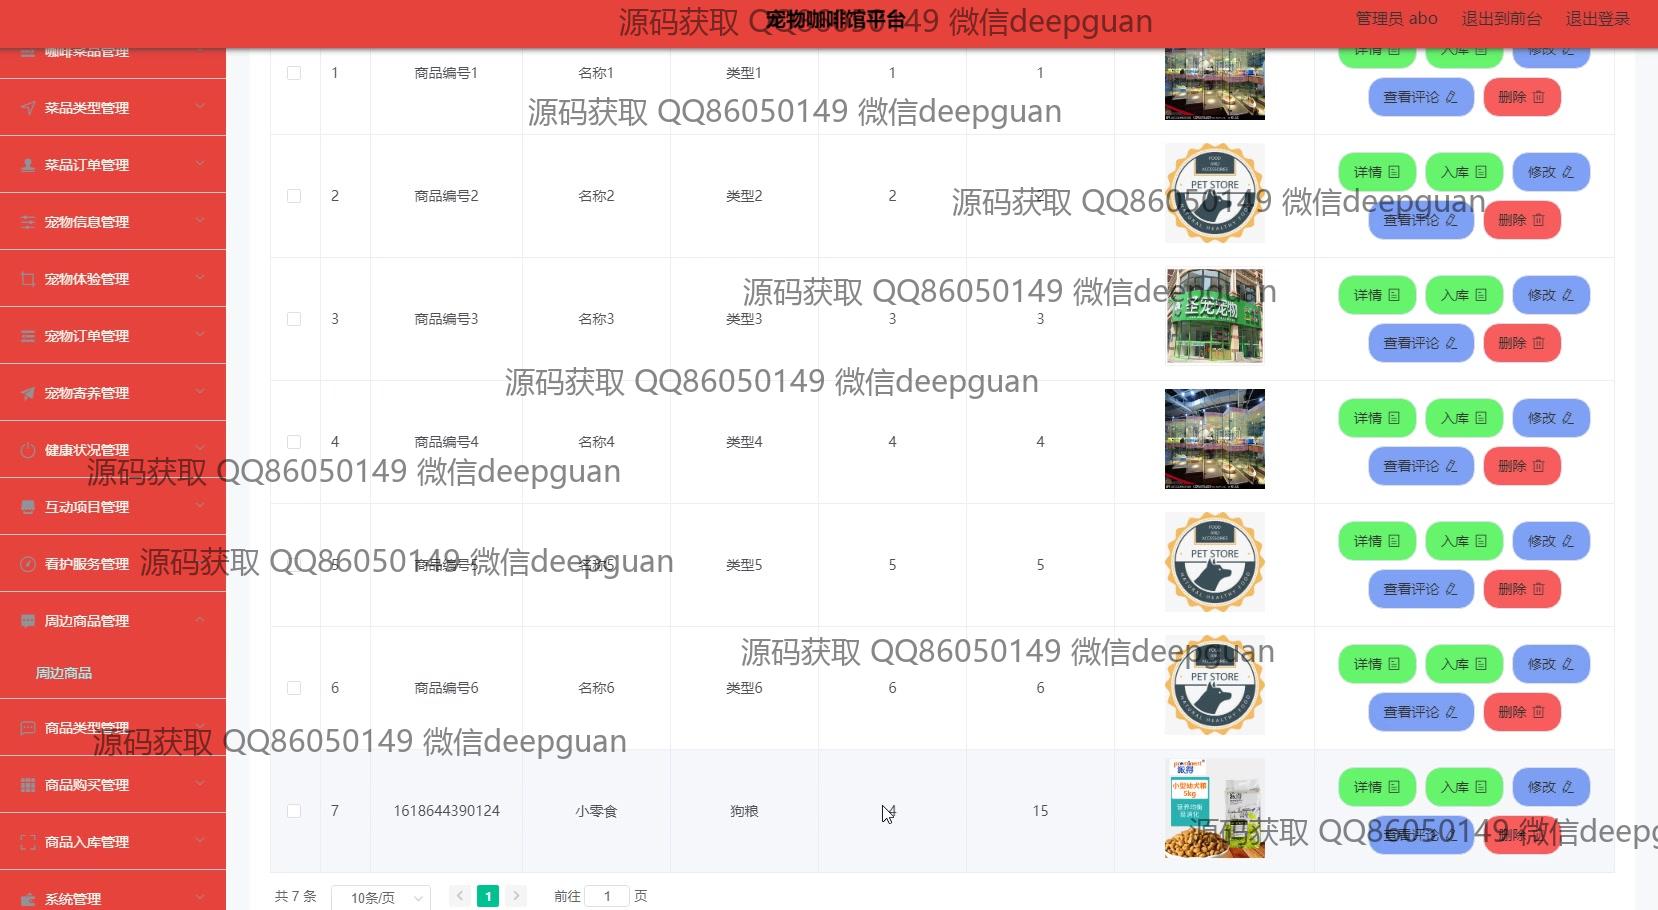 宠物咖啡馆平台
源码获取 QQ86050149 微信deepguan
管理员 abo 退出到前台 退出登录
咖啡菜品管理
菜品类型管理
菜品订单管理
宠物信息管理
宠物体验管理
宠物订单管理
宠物寄养管理
健康状况管理
互动项目管理
看护服务管理
周边商品管理
周边商品
商品类型管理
商品购买管理
商品入库管理
系统管理
1 商品编号1 名称1 类型1 1 1 详情 入库 修改
查看评论 删除
源码获取 QQ86050149 微信deepguan
2 商品编号2 名称2 类型2 2 2 FOOD AND ACCESSORIES PET STORE NATURAL HEALTHY FOOD 详情 入库 修改
查看评论 删除
源码获取 QQ86050149 微信deepguan
3 商品编号3 名称3 类型3 3 3 圣宠宠物 详情 入库 修改
查看评论 删除
源码获取 QQ86050149 微信deepguan
源码获取 QQ86050149 微信deepguan
4 商品编号4 名称4 类型4 4 4 详情 入库 修改
查看评论 删除
源码获取 QQ86050149 微信deepguan
5 商品编号5 名称5 类型5 5 5 FOOD AND ACCESSORIES PET STORE NATURAL HEALTHY FOOD 详情 入库 修改
查看评论 删除
源码获取 QQ86050149 微信deepguan
6 商品编号6 名称6 类型6 6 6 FOOD AND ACCESSORIES PET STORE NATURAL HEALTHY FOOD 详情 入库 修改
查看评论 删除
源码获取 QQ86050149 微信deepguan
源码获取 QQ86050149 微信deepguan
7 1618644390124 小零食 狗粮 4 15 小型幼犬粮 5kg 详情 入库 修改
查看评论 删除
源码获取 QQ86050149 微信deepg
共 7 条 10条/页 1 前往 1 页